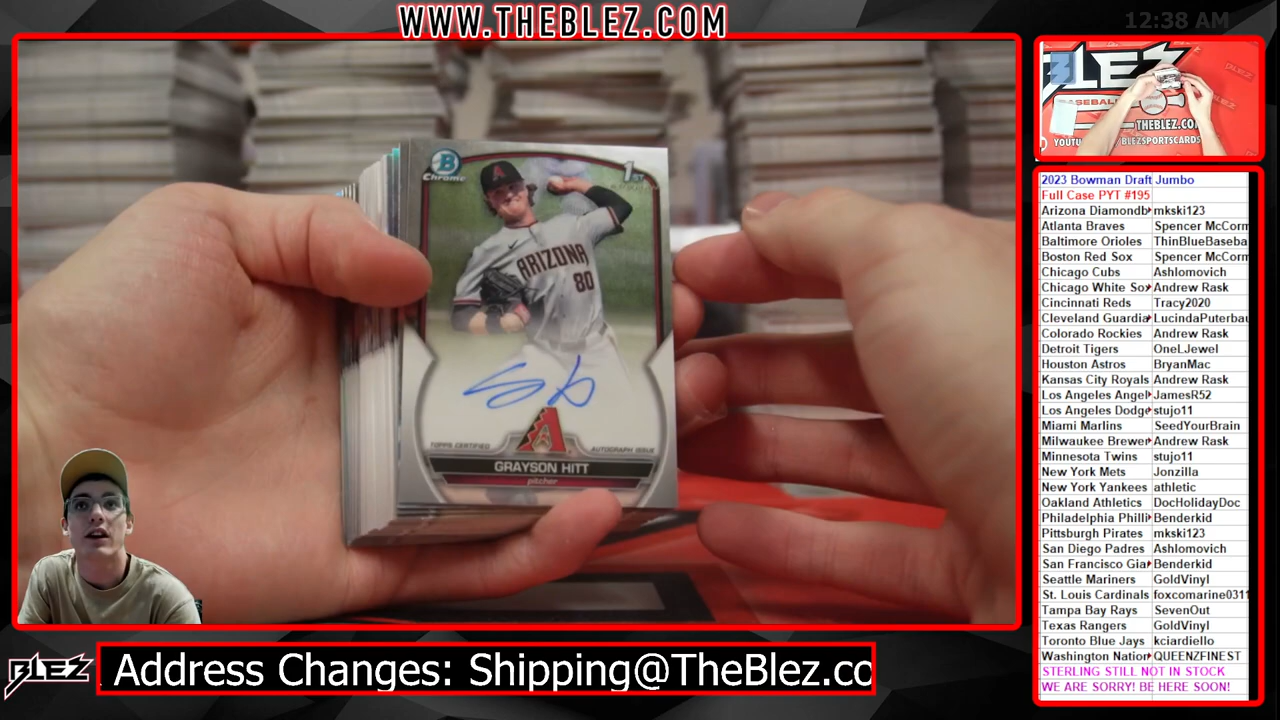 WWW.THEBLEZ.COM
12:38 AM
B
Chrome
1ST
A
ARIZONA
80
TOPPS CERTIFIED
AUTOGRAPH ISSUE
GRAYSON HITT
pitcher
BLEZ
BASEBALL
THEBLEZ.CO
BLEZSPORTSCARDS
2023 Bowman Draft Jumbo
Full Case PYT #195
Arizona Diamondb mkski123
Atlanta Braves Spencer McCorm
Baltimore Orioles ThinBlueBaseba
Boston Red Sox Spencer McCorm
Chicago Cubs Ashlomovich
Chicago White Sox Andrew Rask
Cincinnati Reds Tracy2020
Cleveland Guardia LucindaPuterbau
Colorado Rockies Andrew Rask
Detroit Tigers OneLJewel
Houston Astros BryanMac
Kansas City Royals Andrew Rask
Los Angeles Angel JamesR52
Los Angeles Dodge stujo11
Miami Marlins SeedYourBrain
Milwaukee Brewer Andrew Rask
Minnesota Twins stujo11
New York Mets Jonzilla
New York Yankees athletic
Oakland Athletics DocHolidayDoc
Philadelphia Philli Benderkid
Pittsburgh Pirates mkski123
San Diego Padres Ashlomovich
San Francisco Gia Benderkid
Seattle Mariners GoldVinyl
St. Louis Cardinals foxcomarine0311
Tampa Bay Rays SevenOut
Texas Rangers GoldVinyl
Toronto Blue Jays kciardiello
Washington Nation QUEENZFINEST
STERLING STILL NOT IN STOCK
WE ARE SORRY! BE HERE SOON!
BLEZ
Address Changes: Shipping@TheBlez.co